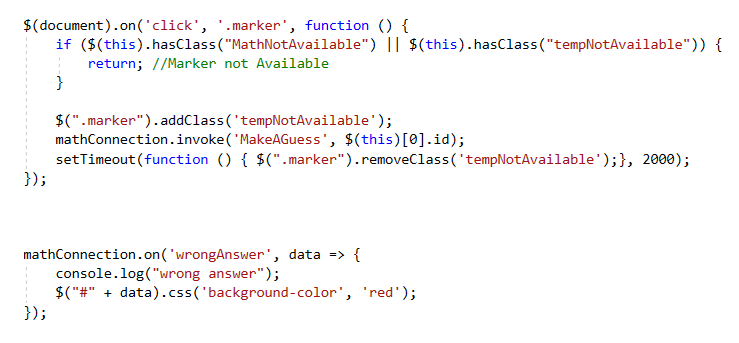 $(document).on('click', '.marker', function () {
    if ($(this).hasClass("MathNotAvailable") || $(this).hasClass("tempNotAvailable")) {
        return; //Marker not Available
    }
    $(".marker").addClass('tempNotAvailable');
    mathConnection.invoke('MakeAGuess', $(this)[0].id);
    setTimeout(function () { $(".marker").removeClass('tempNotAvailable');}, 2000);
});
mathConnection.on('wrongAnswer', data => {
    console.log("wrong answer");
    $("#" + data).css('background-color', 'red');
});